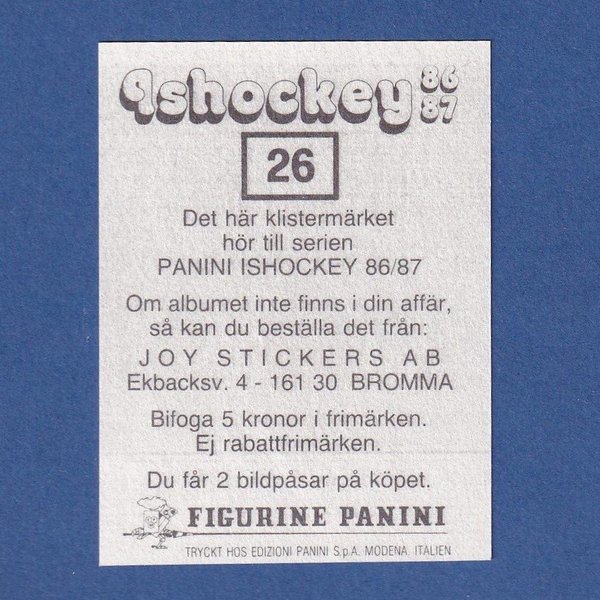 Ishockey 86
87
26
Det här klistermärket
hör till serien
PANINI ISHOCKEY 86/87
Om albumet inte finns i din affär,
så kan du beställa det från:
JOY STICKERS AB
Ekbacksv. 4 - 161 30 BROMMA
Bifoga 5 kronor i frimärken.
Ej rabattfrimärken.
Du får 2 bildpåsar på köpet.
FIGURINE PANINI
TRYCKT HOS EDIZIONI PANINI S.p.A. MODENA, ITALIEN